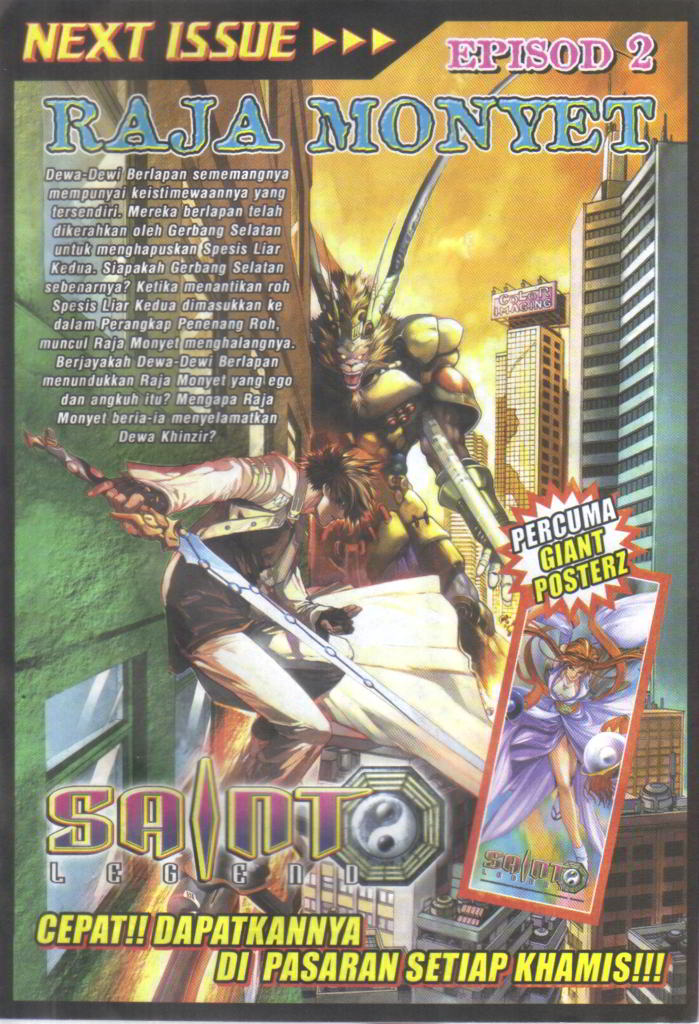 NEXT ISSUE
EPISOD 2
RAJA MONYET
Dewa-Dewi Berlapan sememangnya
mempunyai keistimewaannya yang
tersendiri. Mereka berlapan telah
dikerahkan oleh Gerbang Selatan
untuk menghapuskan Spesis Liar
Kedua. Siapakah Gerbang Selatan
sebenarnya? Ketika menantikan roh
Spesis Liar Kedua dimasukkan ke
dalam Perangkap Penenang Roh,
muncul Raja Monyet menghalangnya.
Berjayakah Dewa-Dewi Berlapan
menundukkan Raja Monyet yang ego
dan angkuh itu? Mengapa Raja
Monyet beria-ia menyelamatkan
Dewa Khinzir?
COLOR
IMAGING
PERCUMA
GIANT
POSTERZ
SAINT
LEGEND
SAINT
LEGEND
CEPAT!! DAPATKANNYA
DI PASARAN SETIAP KHAMIS!!!